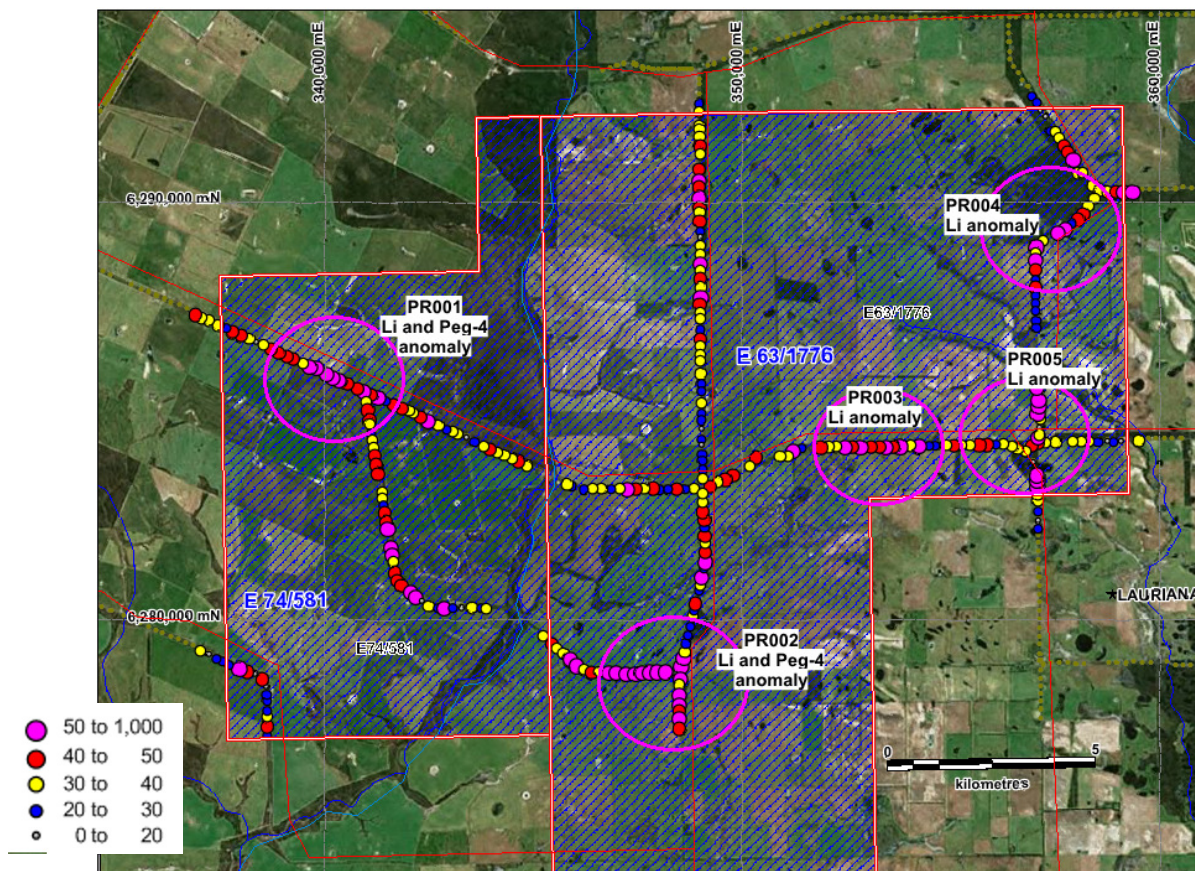 340,000 mE
350,000 mE
360,000 mE
6,290,000 mN
PR004
Li anomaly
PR001
Li and Peg-4
anomaly
E63/1776
E 63/1776
PR005
Li anomaly
PR003
Li anomaly
E 74/581
6,280,000 mN
LAURIANA
PR002
Li and Peg-4
anomaly
E74/581
50 to 1,000
40 to 50
30 to 40
20 to 30
0 to 20
0 5
kilometres